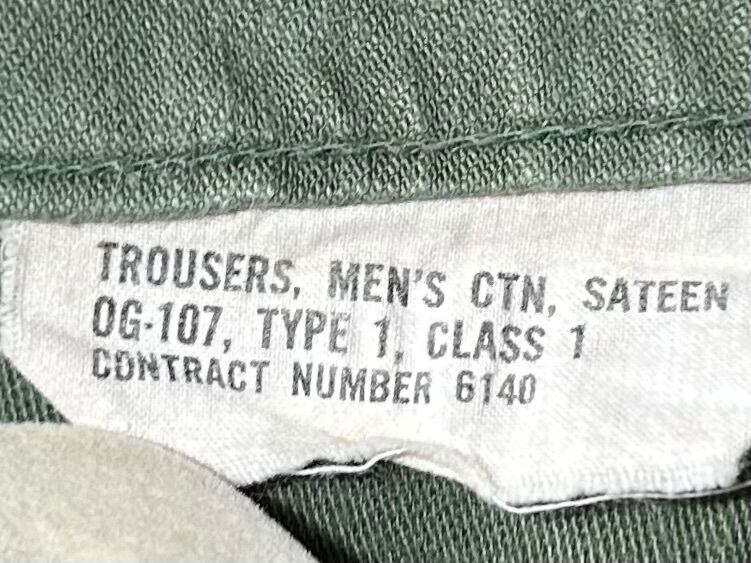 TROUSERS, MEN'S CTN, SATEEN
OG-107, TYPE 1, CLASS 1
CONTRACT NUMBER 6140